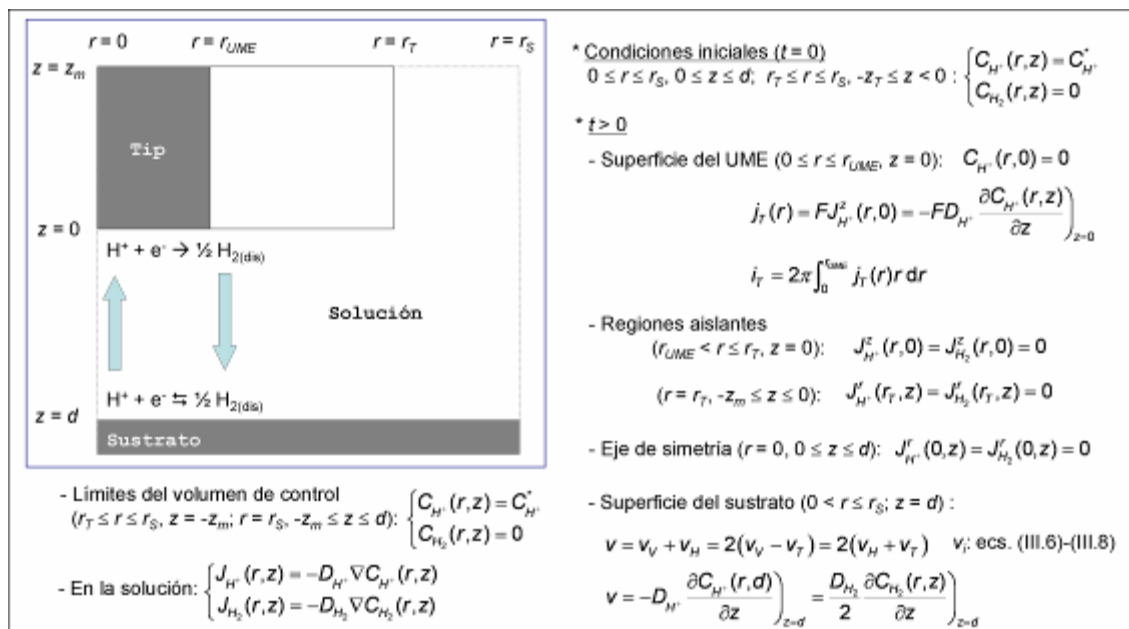 r = 0 r = r_UME r = r_T r = r_S
z = z_m
Tip
z = 0
H⁺ + e⁻ → ½ H₂(dis)
Solución
H⁺ + e⁻ ⇆ ½ H₂(dis)
z = d
Sustrato
- Límites del volumen de control
(r_T ≤ r ≤ r_S, z = -z_m; r = r_S, -z_m ≤ z ≤ d): { C_H⁺(r,z) = C*_H⁺
C_H₂(r,z) = 0
- En la solución: { J_H⁺(r,z) = -D_H⁺ ∇C_H⁺(r,z)
J_H₂(r,z) = -D_H₂ ∇C_H₂(r,z)
* Condiciones iniciales (t = 0)
0 ≤ r ≤ r_S, 0 ≤ z ≤ d; r_T ≤ r ≤ r_S, -z_T ≤ z < 0 : { C_H⁺(r,z) = C*_H⁺
C_H₂(r,z) = 0
* t > 0
- Superficie del UME (0 ≤ r ≤ r_UME, z = 0): C_H⁺(r,0) = 0
j_T(r) = FJ^z_H⁺(r,0) = -FD_H⁺ ∂C_H⁺(r,z)/∂z )_z=0
i_T = 2π ∫₀^r_UME j_T(r) r dr
- Regiones aislantes
(r_UME < r ≤ r_T, z = 0): J^z_H⁺(r,0) = J^z_H₂(r,0) = 0
(r = r_T, -z_m ≤ z ≤ 0): J^r_H⁺(r_T,z) = J^r_H₂(r_T,z) = 0
- Eje de simetría (r = 0, 0 ≤ z ≤ d): J^r_H⁺(0,z) = J^r_H₂(0,z) = 0
- Superficie del sustrato (0 < r ≤ r_S; z = d) :
v = v_V + v_H = 2(v_V - v_T) = 2(v_H + v_T) v_i: ecs. (III.6)-(III.8)
v = -D_H⁺ ∂C_H⁺(r,d)/∂z )_z=d = D_H₂/2 ∂C_H₂(r,z)/∂z )_z=d